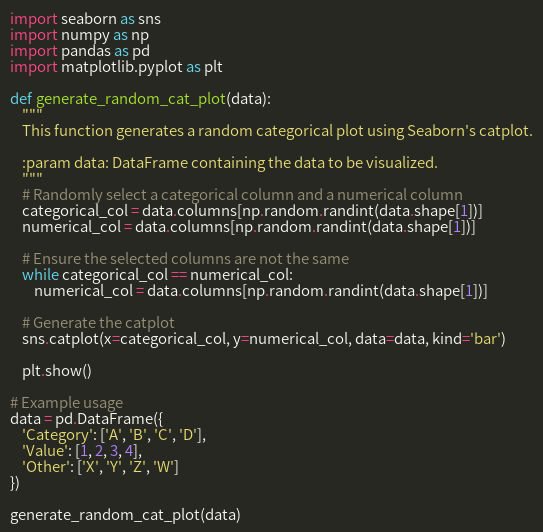 import seaborn as sns
import numpy as np
import pandas as pd
import matplotlib.pyplot as plt

def generate_random_cat_plot(data):
    """
    This function generates a random categorical plot using Seaborn's catplot.

    :param data: DataFrame containing the data to be visualized.
    """
    # Randomly select a categorical column and a numerical column
    categorical_col = data.columns[np.random.randint(data.shape[1])]
    numerical_col = data.columns[np.random.randint(data.shape[1])]

    # Ensure the selected columns are not the same
    while categorical_col == numerical_col:
        numerical_col = data.columns[np.random.randint(data.shape[1])]

    # Generate the catplot
    sns.catplot(x=categorical_col, y=numerical_col, data=data, kind='bar')

    plt.show()

# Example usage
data = pd.DataFrame({
    'Category': ['A', 'B', 'C', 'D'],
    'Value': [1, 2, 3, 4],
    'Other': ['X', 'Y', 'Z', 'W']
})

generate_random_cat_plot(data)